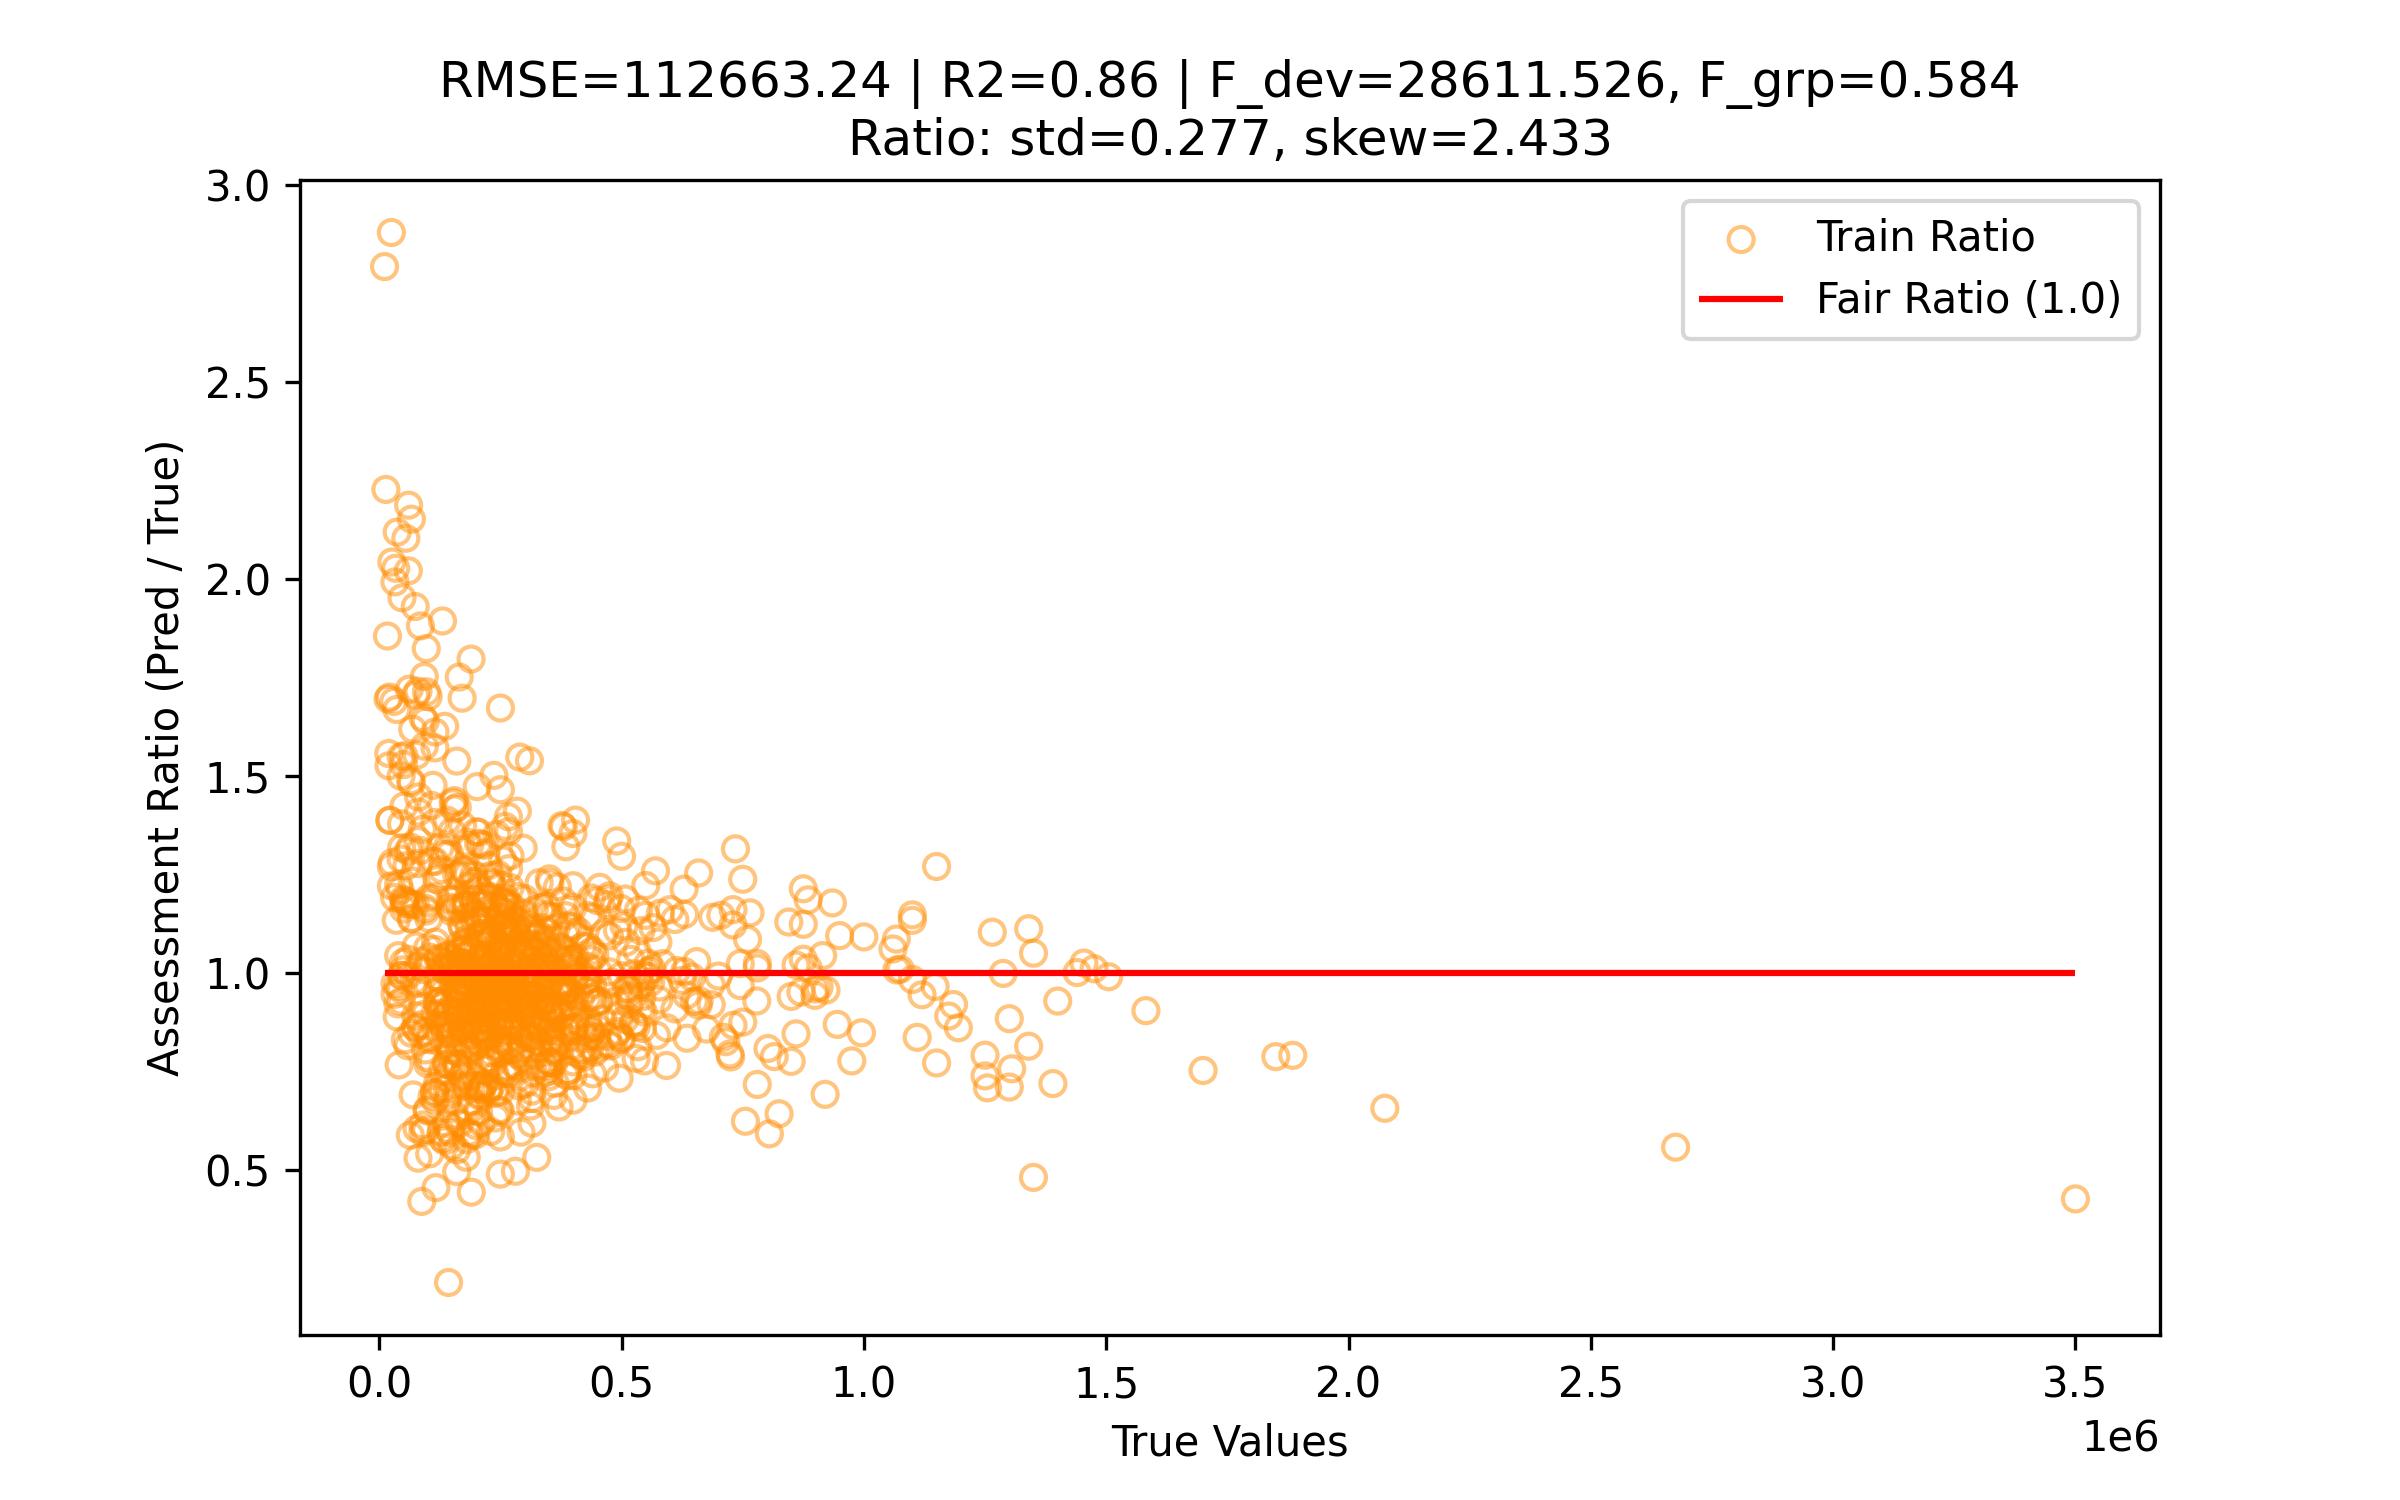 RMSE=112663.24 | R2=0.86 | F_dev=28611.526, F_grp=0.584
Ratio: std=0.277, skew=2.433
Train Ratio
Fair Ratio (1.0)
Assessment Ratio (Pred / True)
3.0
2.5
2.0
1.5
1.0
0.5
0.0
0.5
1.0
1.5
2.0
2.5
3.0
3.5
1e6
True Values